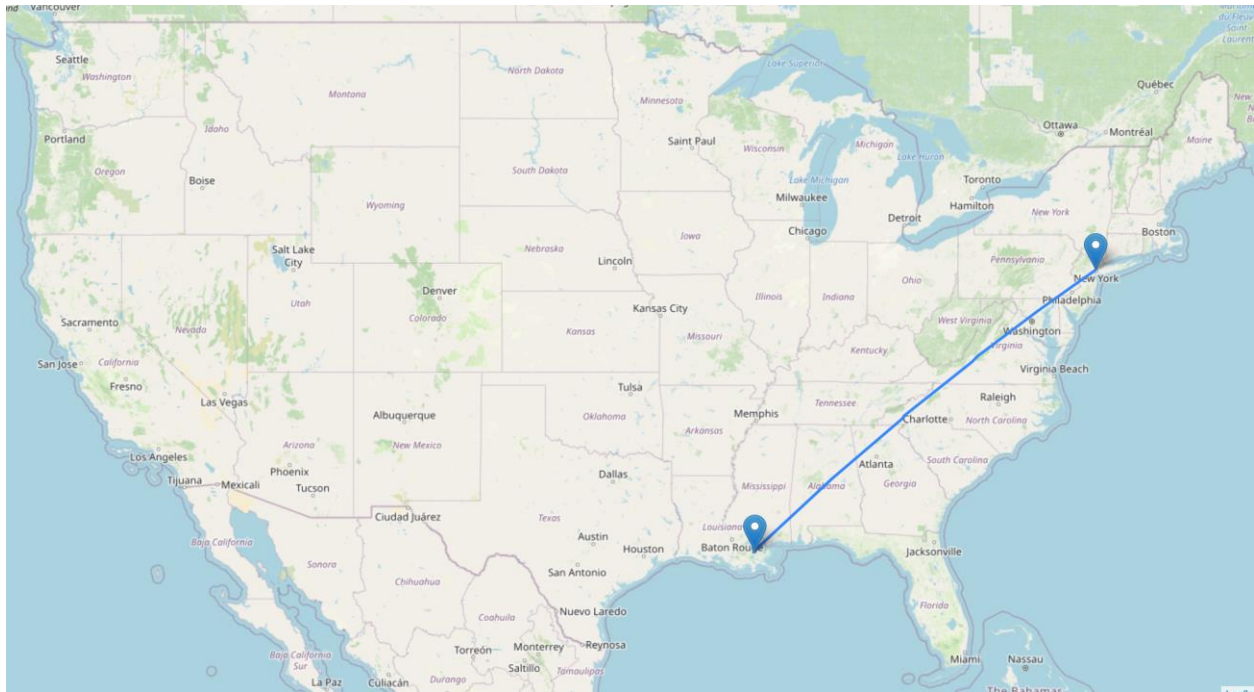 Vancouver
Seattle
Washington
Portland
Oregon
Idaho
Boise
Montana
North Dakota
South Dakota
Minnesota
Saint Paul
Wisconsin
Lake Superior
Michigan
Lake Huron
Lake Michigan
Milwaukee
Chicago
Detroit
Toronto
Hamilton
Ottawa
Montréal
Québec
Maine
du Fleuve
Saint
Laurent
New
Boston
New York
New York
Pennsylvania
Philadelphia
Washington
Virginia
Virginia Beach
West Virginia
Ohio
Indiana
Illinois
Iowa
Nebraska
Lincoln
Wyoming
Salt Lake
City
Utah
Nevada
Sacramento
San Jose
California
Fresno
Las Vegas
Denver
Colorado
Kansas
Kansas City
Missouri
Kentucky
Tennessee
Raleigh
North Carolina
Charlotte
South Carolina
Atlanta
Georgia
Alabama
Mississippi
Memphis
Arkansas
Tulsa
Oklahoma
Albuquerque
New Mexico
Arizona
Phoenix
Tucson
Los Angeles
Tijuana
Mexicali
Ciudad Juárez
Dallas
Texas
Austin
Houston
San Antonio
Louisiana
Baton Rouge
Jacksonville
Florida
Miami
Nassau
The Bahamas
Baja California
Sonora
Chihuahua
Coahuila
Nuevo Laredo
Reynosa
Monterrey
Saltillo
Tamaulipas
Torreón
Durango
Culiacán
Baja California
Sur
La Paz